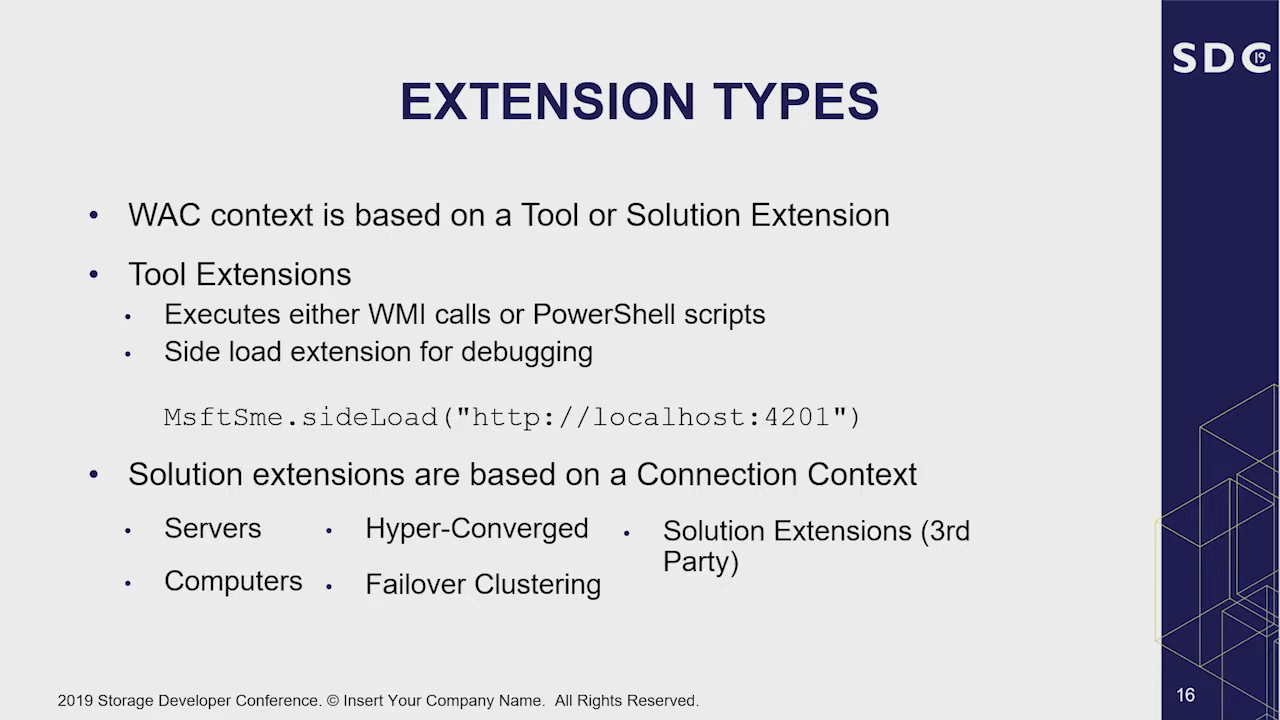 SDC 19
EXTENSION TYPES
• WAC context is based on a Tool or Solution Extension
• Tool Extensions
• Executes either WMI calls or PowerShell scripts
• Side load extension for debugging
MsftSme.sideLoad("http://localhost:4201")
• Solution extensions are based on a Connection Context
• Servers
• Computers
• Hyper-Converged
• Failover Clustering
• Solution Extensions (3rd
Party)
2019 Storage Developer Conference. © Insert Your Company Name. All Rights Reserved.
16